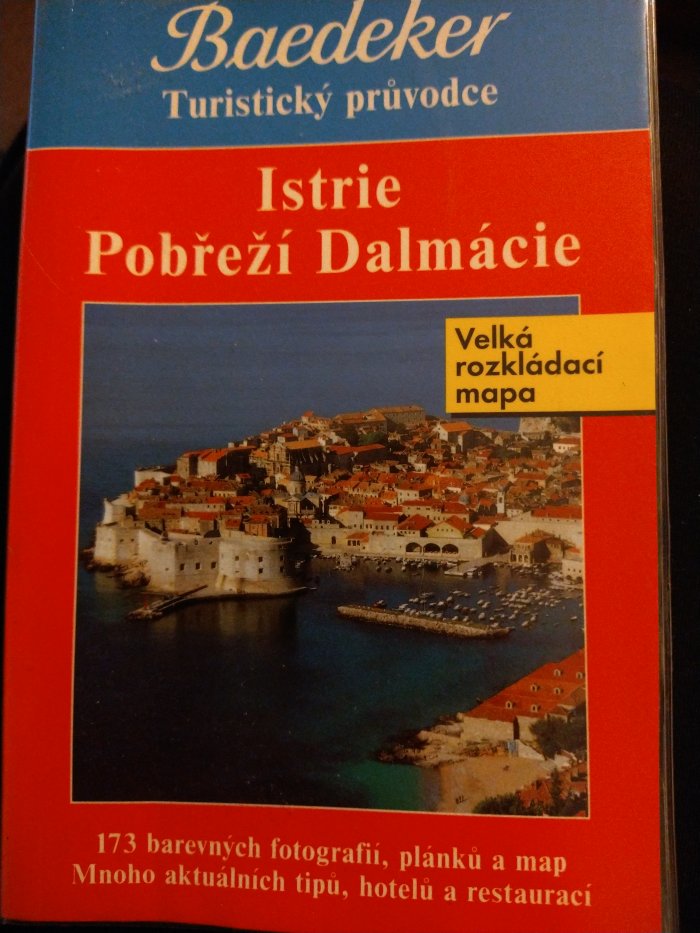 Baedeker
Turistický průvodce
Istrie
Pobřeží Dalmácie
Velká
rozkládací
mapa
173 barevných fotografií, plánků a map
Mnoho aktuálních tipů, hotelů a restaurací